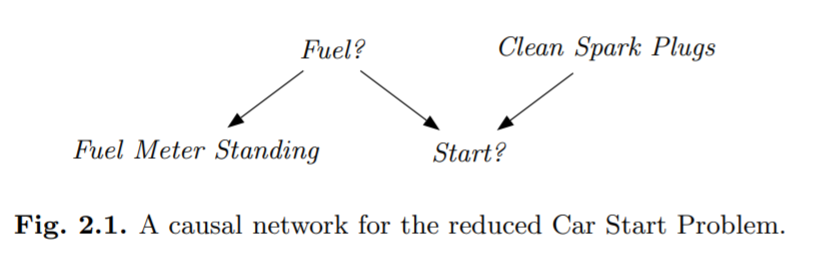 Fuel?
Clean Spark Plugs
Fuel Meter Standing
Start?
Fig. 2.1. A causal network for the reduced Car Start Problem.